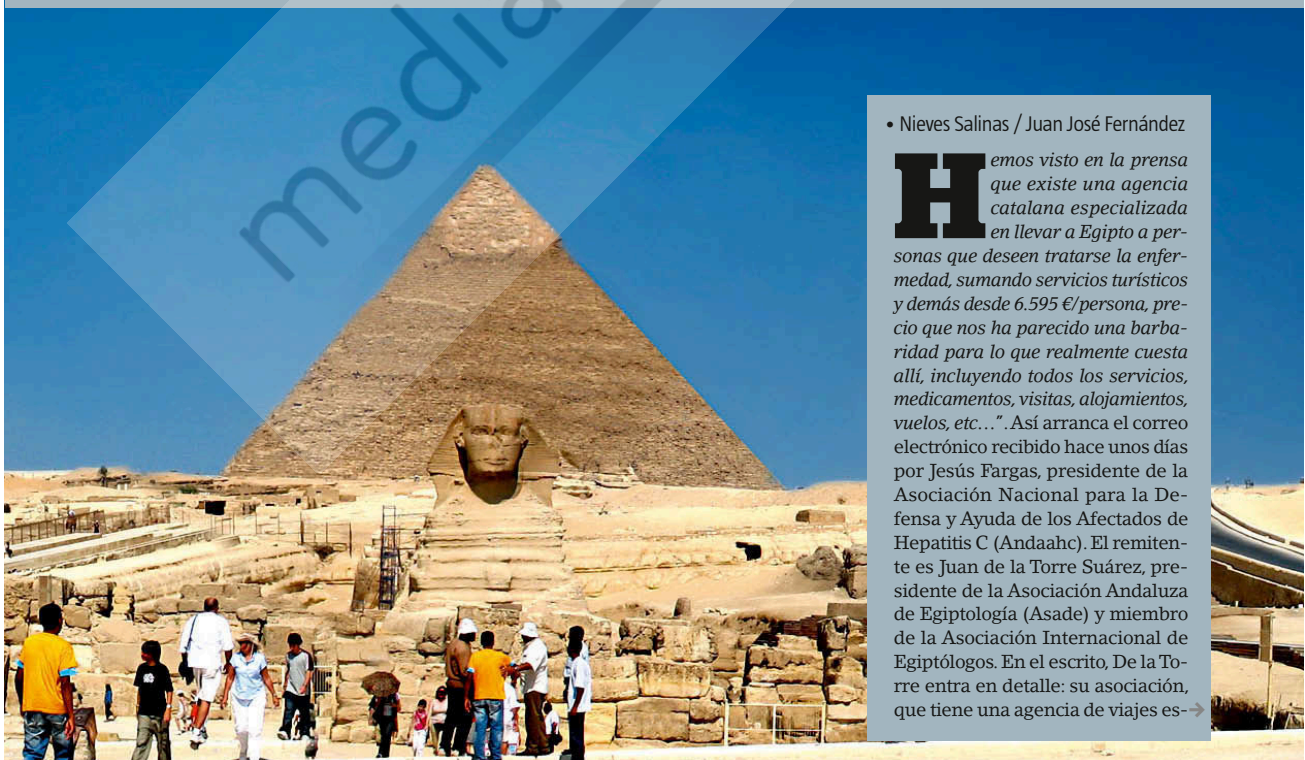 media
• Nieves Salinas / Juan José Fernández
Hemos visto en la prensa
que existe una agencia
catalana especializada
en llevar a Egipto a per-
sonas que deseen tratarse la enfer-
medad, sumando servicios turísticos
y demás desde 6.595 €/persona, pre-
cio que nos ha parecido una barba-
ridad para lo que realmente cuesta
allí, incluyendo todos los servicios,
medicamentos, visitas, alojamientos,
vuelos, etc…”. Así arranca el correo
electrónico recibido hace unos días
por Jesús Fargas, presidente de la
Asociación Nacional para la De-
fensa y Ayuda de los Afectados de
Hepatitis C (Andaahc). El remiten-
te es Juan de la Torre Suárez, pre-
sidente de la Asociación Andaluza
de Egiptología (Asade) y miembro
de la Asociación Internacional de
Egiptólogos. En el escrito, De la To-
rre entra en detalle: su asociación,
que tiene una agencia de viajes es-→